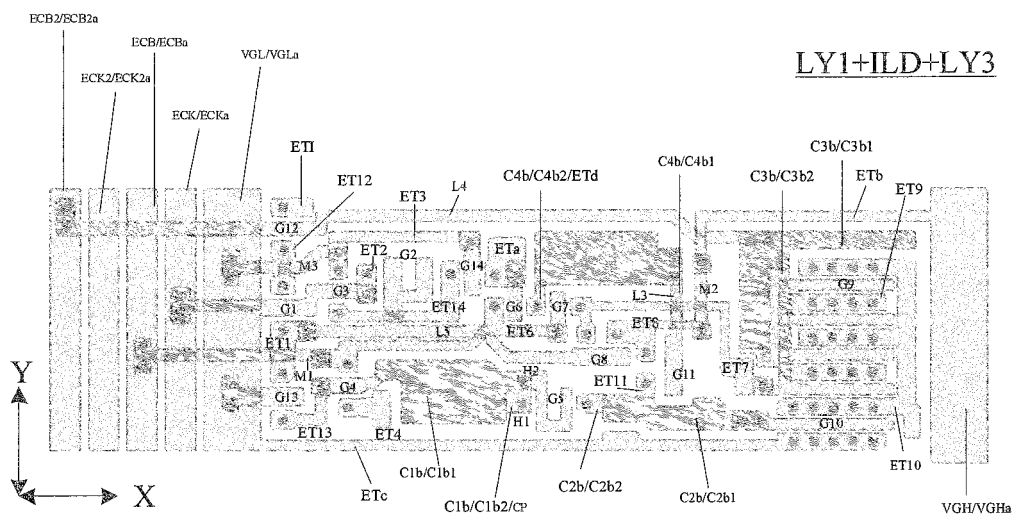 ECB2/ECB2a
ECB/ECBa
ECK2/ECK2a
VGL/VGLa
ECK/ECKa
LY1+ILD+LY3
ETI
ET12
ET3
L4
C4b/C4b2/ETd
C4b/C4b1
C3b/C3b2
C3b/C3b1
ETb
ET9
G12
M3
ET2
G2
ETa
G14
G3
G1
ET14
G6
G7
L3
M2
G9
L5
ET6
ET8
ET1
M1
G4
G8
H2
ET11
G11
ET7
G13
G5
H1
G10
ET13
ET4
ETc
C1b/C1b1
C1b/C1b2/CP
C2b/C2b2
C2b/C2b1
ET10
VGH/VGHa
Y
X